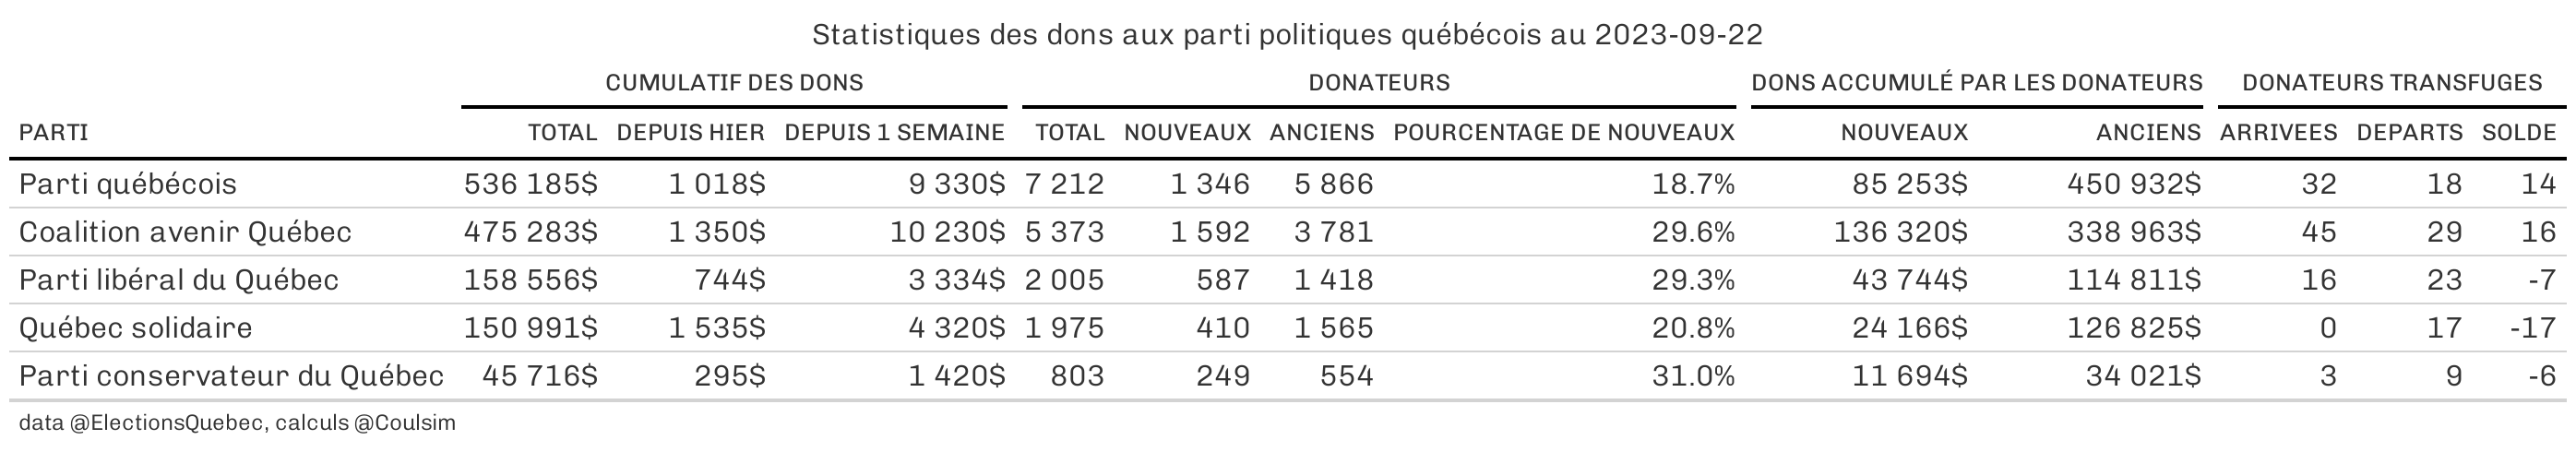 Statistiques des dons aux parti politiques québécois au 2023-09-22
CUMULATIF DES DONS DONATEURS DONS ACCUMULÉ PAR LES DONATEURS DONATEURS TRANSFUGES
PARTI TOTAL DEPUIS HIER DEPUIS 1 SEMAINE TOTAL NOUVEAUX ANCIENS POURCENTAGE DE NOUVEAUX NOUVEAUX ANCIENS ARRIVEES DEPARTS SOLDE
Parti québécois 536 185$ 1 018$ 9 330$ 7 212 1 346 5 866 18.7% 85 253$ 450 932$ 32 18 14
Coalition avenir Québec 475 283$ 1 350$ 10 230$ 5 373 1 592 3 781 29.6% 136 320$ 338 963$ 45 29 16
Parti libéral du Québec 158 556$ 744$ 3 334$ 2 005 587 1 418 29.3% 43 744$ 114 811$ 16 23 -7
Québec solidaire 150 991$ 1 535$ 4 320$ 1 975 410 1 565 20.8% 24 166$ 126 825$ 0 17 -17
Parti conservateur du Québec 45 716$ 295$ 1 420$ 803 249 554 31.0% 11 694$ 34 021$ 3 9 -6
data @ElectionsQuebec, calculs @Coulsim